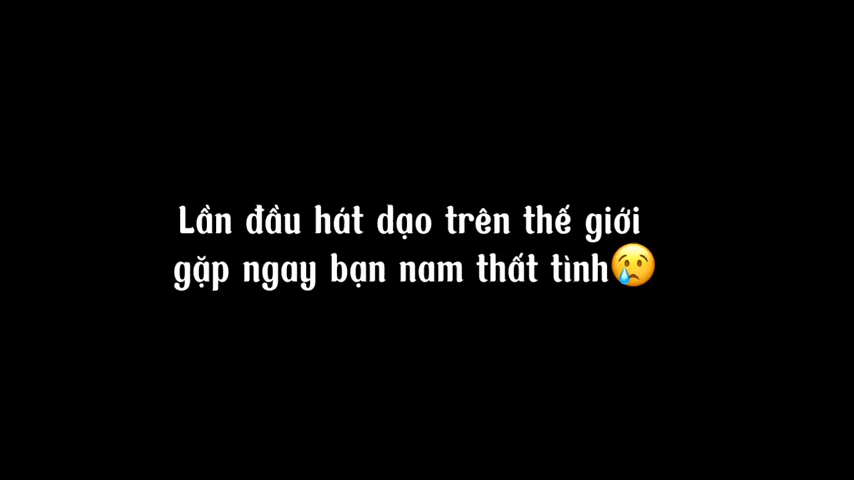 Lần đầu hát dạo trên thế giới
gặp ngay bạn nam thất tình😢